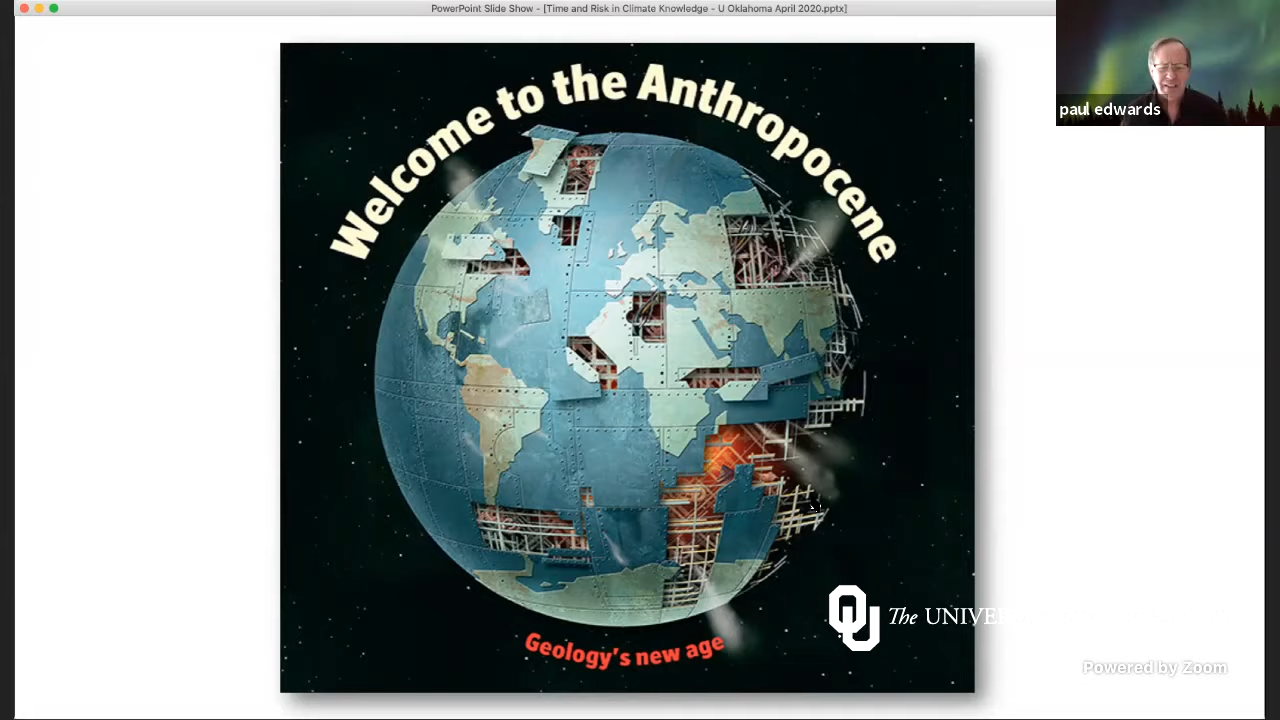 PowerPoint Slide Show - [Time and Risk in Climate Knowledge - U Oklahoma April 2020.pptx]
paul edwards
Welcome to the Anthropocene
Geology's new age
OU The UNIVE
Powered by Zoom